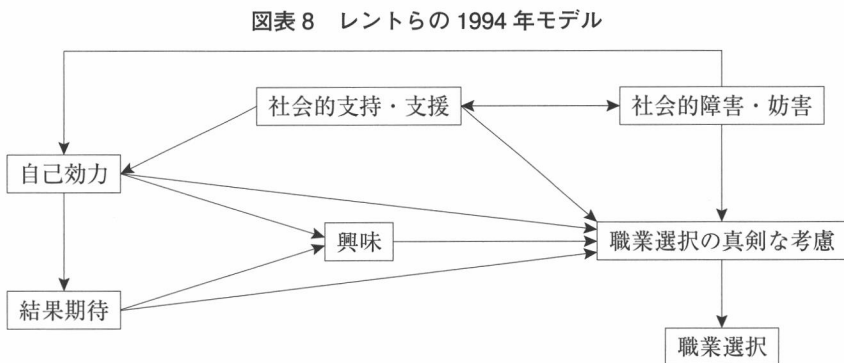 図表8 レントらの1994年モデル
社会的支持・支援
社会的障害・妨害
自己効力
興味
職業選択の真剣な考慮
結果期待
職業選択